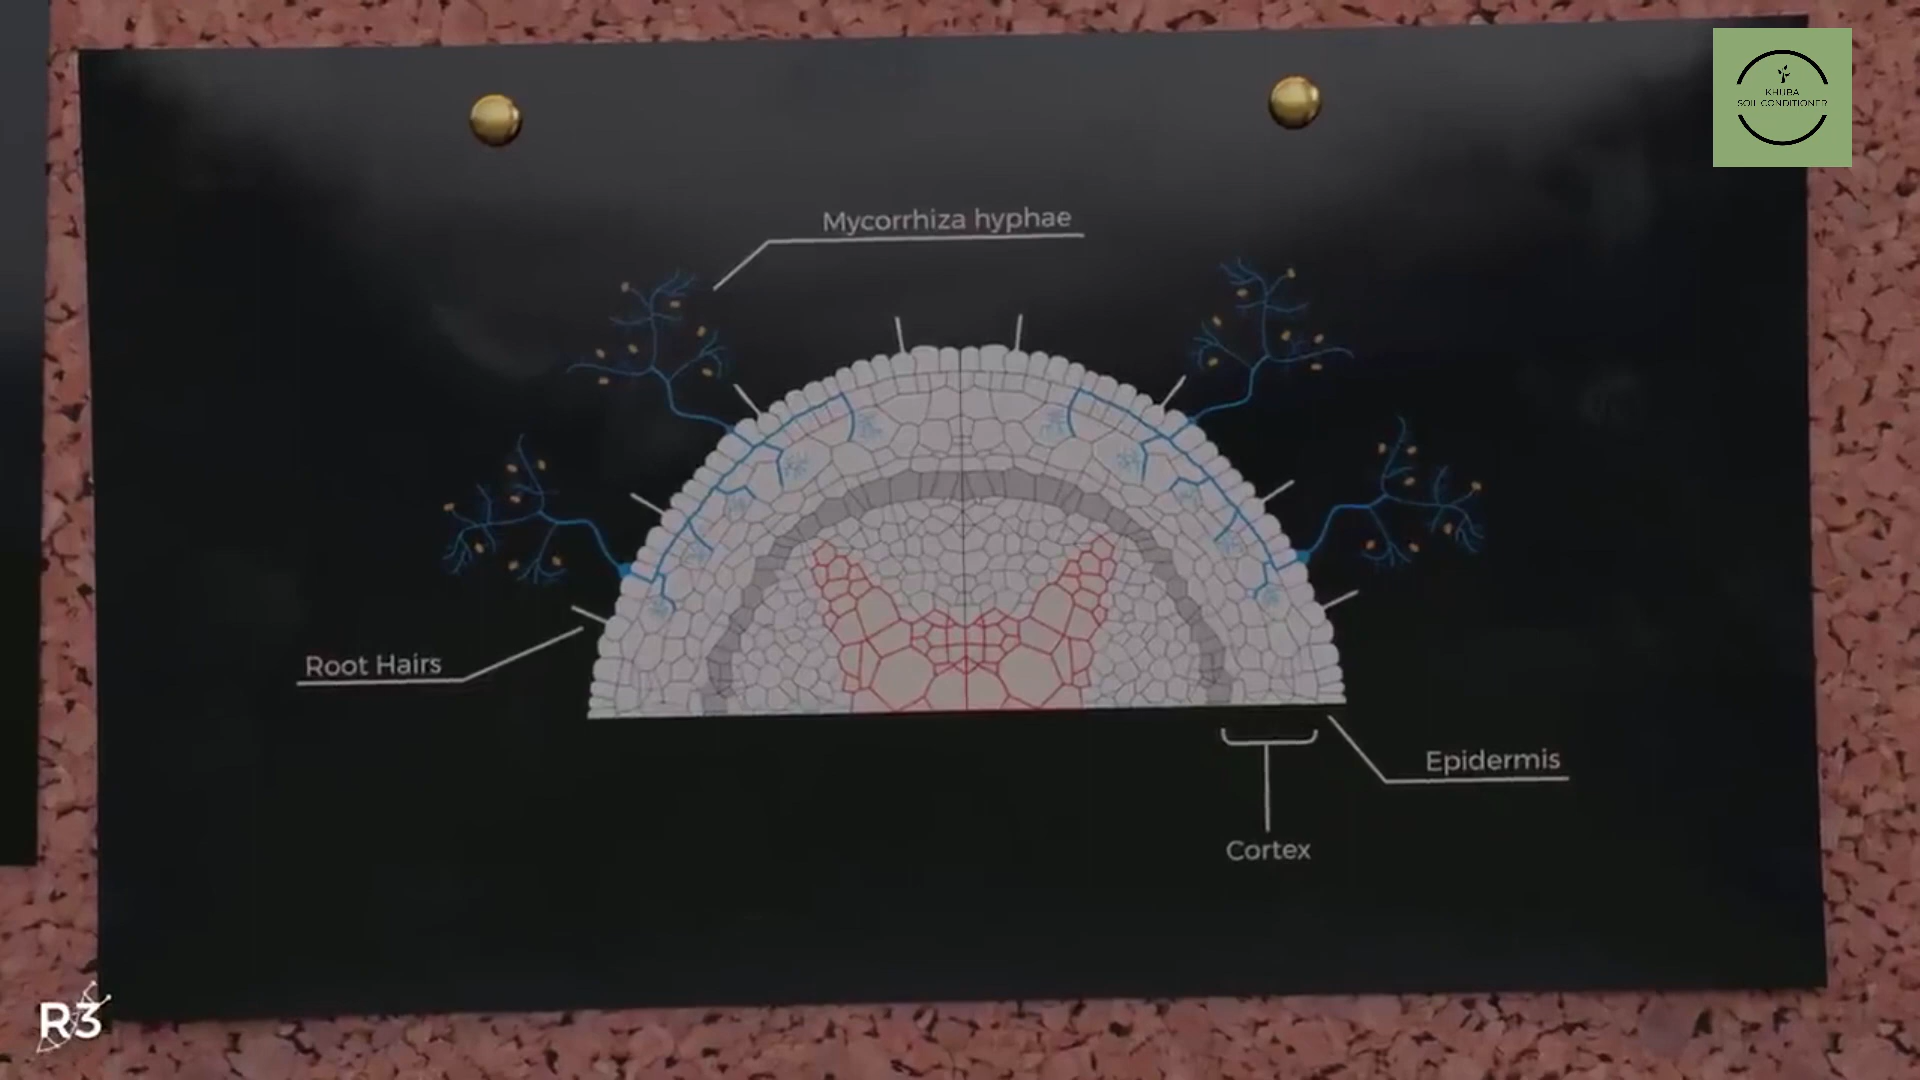 KHUBA
SOIL CONDITIONER
Mycorrhiza hyphae
Root Hairs
Epidermis
Cortex
R3